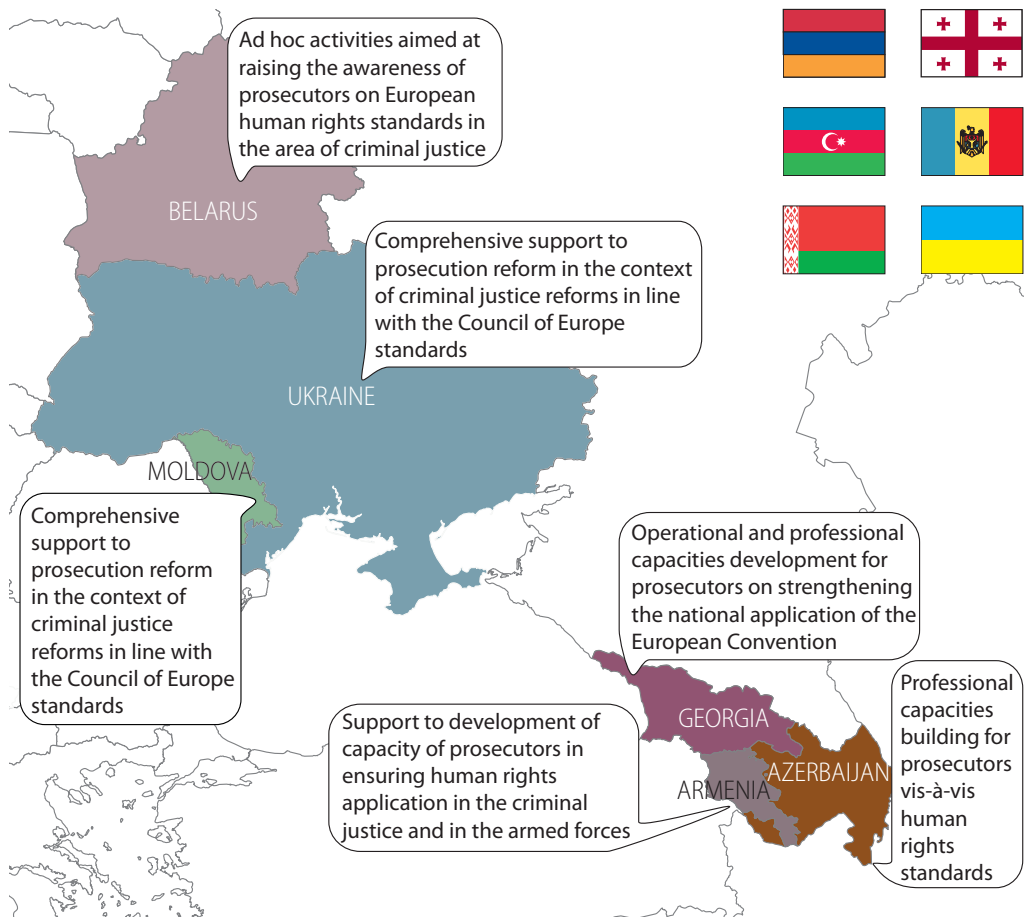 Ad hoc activities aimed at
raising the awareness of
prosecutors on European
human rights standards in
the area of criminal justice
BELARUS
Comprehensive support to
prosecution reform in the context
of criminal justice reforms in line
with the Council of Europe
standards
UKRAINE
MOLDOVA
Comprehensive
support to
prosecution reform
in the context of
criminal justice
reforms in line with
the Council of Europe
standards
Operational and professional
capacities development for
prosecutors on strengthening
the national application of the
European Convention
GEORGIA
Support to development of
capacity of prosecutors in
ensuring human rights
application in the criminal
justice and in the armed forces
ARMENIA
AZERBAIJAN
Professional
capacities
building for
prosecutors
vis-à-vis
human
rights
standards